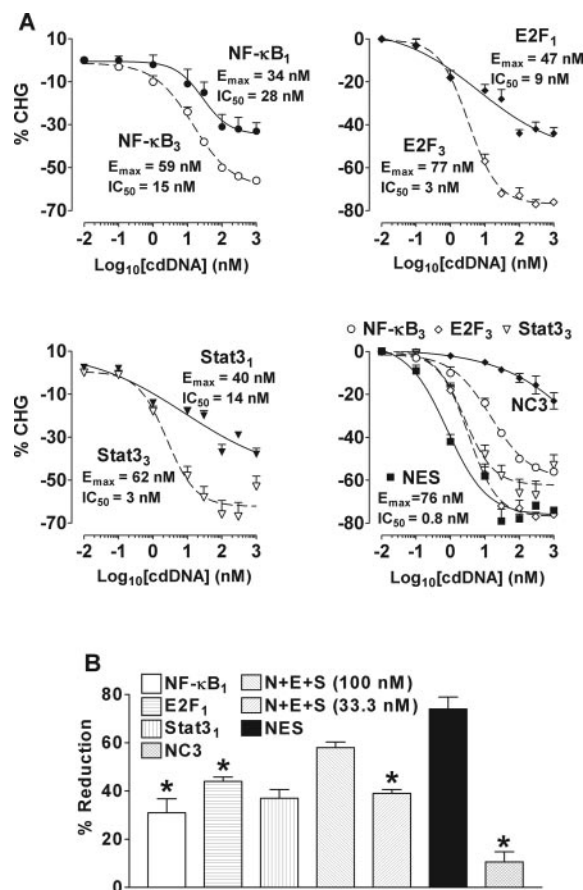 A
% CHG
10
-10
-30
-50
-70
NF-κB1
Emax = 34 nM
IC50 = 28 nM
NF-κB3
Emax = 59 nM
IC50 = 15 nM
-2 -1 0 1 2 3
Log10[cdDNA] (nM)
0
-20
-40
-60
-80
E2F1
Emax = 47 nM
IC50 = 9 nM
E2F3
Emax = 77 nM
IC50 = 3 nM
-2 -1 0 1 2 3
Log10[cdDNA] (nM)
% CHG
10
-10
-30
-50
-70
Stat31
Emax = 40 nM
IC50 = 14 nM
Stat33
Emax = 62 nM
IC50 = 3 nM
-2 -1 0 1 2 3
Log10[cdDNA] (nM)
NF-κB3 E2F3 Stat33
0
-20
-40
-60
-80
NC3
NES
Emax=76 nM
IC50 = 0.8 nM
-2 -1 0 1 2 3
Log10[cdDNA] (nM)
B
% Reduction
80
60
40
20
0
NF-κB1
E2F1
Stat31
NC3
N+E+S (100 nM)
N+E+S (33.3 nM)
NES
* * * *